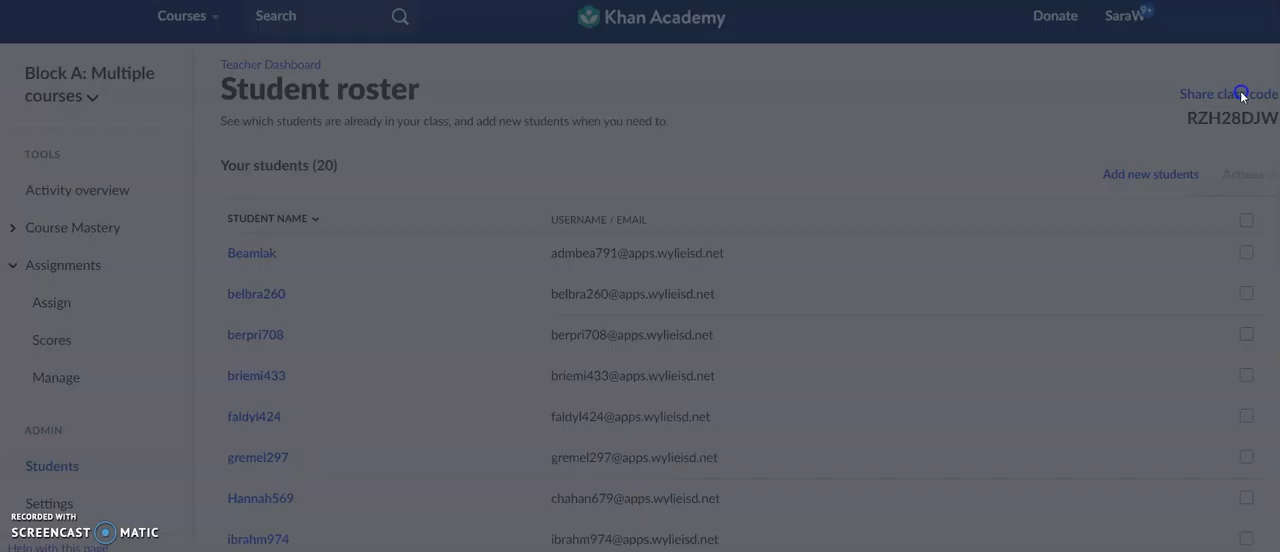 Courses Search Khan Academy Donate SaraW 9+
Block A: Multiple courses
TOOLS
Activity overview
Course Mastery
Assignments
Assign
Scores
Manage
ADMIN
Students
Settings
Help with this page
RECORDED WITH
SCREENCAST MATIC
Teacher Dashboard
Student roster
See which students are already in your class, and add new students when you need to.
Share class code
RZH28DJW
Your students (20)
Add new students Actions
STUDENT NAME USERNAME / EMAIL
Beamlak admbea791@apps.wylieisd.net
belbra260 belbra260@apps.wylieisd.net
berpri708 berpri708@apps.wylieisd.net
briemi433 briemi433@apps.wylieisd.net
faldyl424 faldyl424@apps.wylieisd.net
gremel297 gremel297@apps.wylieisd.net
Hannah569 chahan679@apps.wylieisd.net
ibrahm974 ibrahm974@apps.wylieisd.net